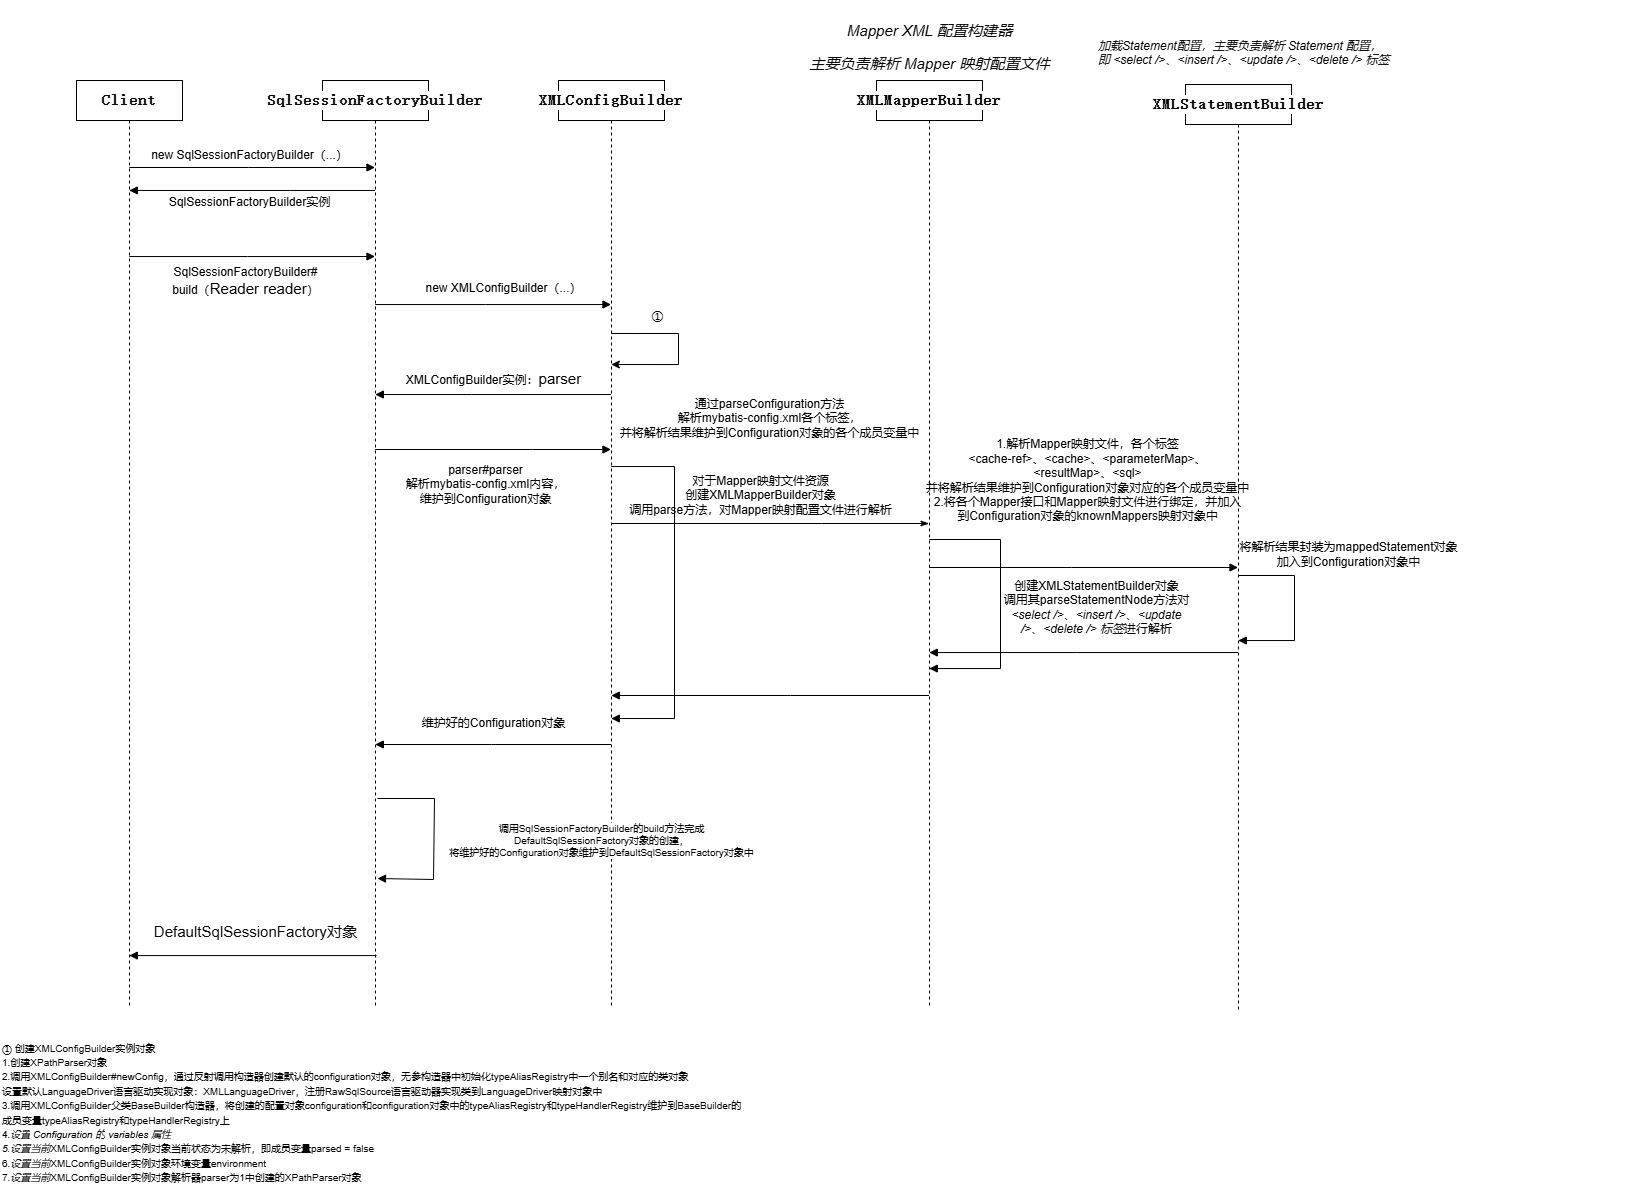 Mapper XML 配置构建器
主要负责解析 Mapper 映射配置文件
加载Statement配置，主要负责解析 Statement 配置，
即 <select />、<insert />、<update />、<delete /> 标签
Client
SqlSessionFactoryBuilder
XMLConfigBuilder
XMLMapperBuilder
XMLStatementBuilder
new SqlSessionFactoryBuilder（...）
SqlSessionFactoryBuilder实例
SqlSessionFactoryBuilder#
build（Reader reader）
new XMLConfigBuilder（...）
①
XMLConfigBuilder实例：parser
通过parseConfiguration方法
解析mybatis-config.xml各个标签，
并将解析结果维护到Configuration对象的各个成员变量中
parser#parser
解析mybatis-config.xml内容，
维护到Configuration对象
对于Mapper映射文件资源
创建XMLMapperBuilder对象
调用parse方法，对Mapper映射配置文件进行解析
1.解析Mapper映射文件，各个标签
<cache-ref>、<cache>、<parameterMap>、
<resultMap>、<sql>
并将解析结果维护到Configuration对象对应的各个成员变量中
2.将各个Mapper接口和Mapper映射文件进行绑定，并加入
到Configuration对象的knownMappers映射对象中
将解析结果封装为mappedStatement对象
加入到Configuration对象中
创建XMLStatementBuilder对象
调用其parseStatementNode方法对
<select />、<insert />、<update
/>、<delete /> 标签进行解析
维护好的Configuration对象
调用SqlSessionFactoryBuilder的build方法完成
DefaultSqlSessionFactory对象的创建，
将维护好的Configuration对象维护到DefaultSqlSessionFactory对象中
DefaultSqlSessionFactory对象
① 创建XMLConfigBuilder实例对象
1.创建XPathParser对象
2.调用XMLConfigBuilder#newConfig，通过反射调用构造器创建默认的configuration对象，无参构造器中初始化typeAliasRegistry中一个别名和对应的类对象
设置默认LanguageDriver语言驱动实现对象：XMLLanguageDriver，注册RawSqlSource语言驱动器实现类到LanguageDriver映射对象中
3.调用XMLConfigBuilder父类BaseBuilder构造器，将创建的配置对象configuration和configuration对象中的typeAliasRegistry和typeHandlerRegistry维护到BaseBuilder的
成员变量typeAliasRegistry和typeHandlerRegistry上
4.设置 Configuration 的 variables 属性
5.设置当前XMLConfigBuilder实例对象当前状态为未解析，即成员变量parsed = false
6.设置当前XMLConfigBuilder实例对象环境变量environment
7.设置当前XMLConfigBuilder实例对象解析器parser为1中创建的XPathParser对象